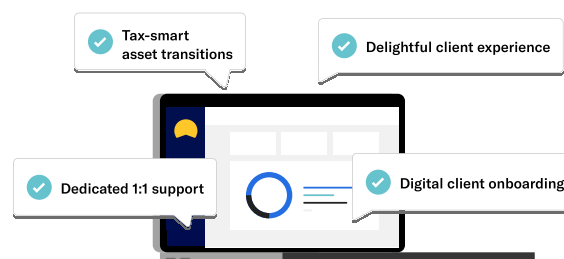 Tax-smart
asset transitions
Delightful client experience
Dedicated 1:1 support
Digital client onboarding